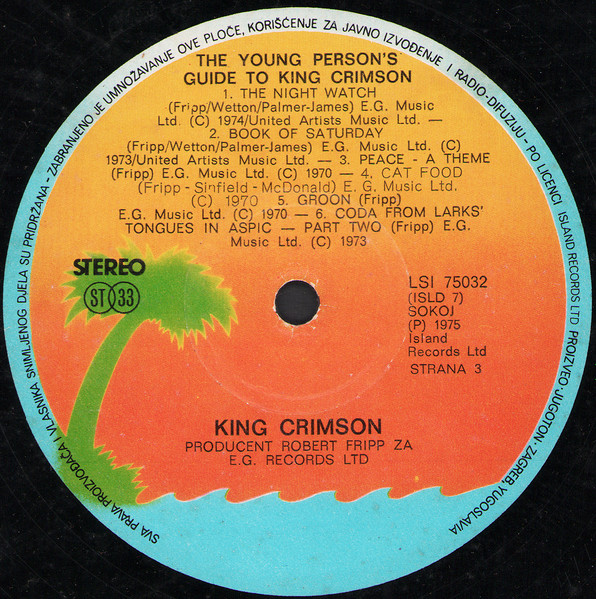 SVA PRAVA PROIZVOĐAČA I VLASNIKA SNIMLJENOG DJELA SU PRIDRŽANA - ZABRANJENO JE UMNOŽAVANJE OVE PLOČE, KORIŠĆENJE ZA JAVNO IZVOĐENJE I RADIO-DIFUZIJU - PO LICENCI ISLAND RECORDS LTD PROIZVEO-JUGOTON-ZAGREB, YUGOSLAVIA
THE YOUNG PERSON'S
GUIDE TO KING CRIMSON
1. THE NIGHT WATCH
(Fripp/Wetton/Palmer-James) E.G. Music
Ltd. (C) 1974/United Artists Music Ltd. —
2. BOOK OF SATURDAY
(Fripp/Wetton/Palmer-James) E.G. Music Ltd. (C)
1973/United Artists Music Ltd. — 3. PEACE - A THEME
(Fripp) E.G. Music Ltd. (C) 1970 — 4. CAT FOOD
(Fripp - Sinfield - McDonald) E. G. Music Ltd.
(C) 1970 5. GROON (Fripp)
E.G. Music Ltd. (C) 1970 — 6. CODA FROM LARKS'
TONGUES IN ASPIC — PART TWO (Fripp) E.G.
Music Ltd. (C) 1973
STEREO
ST 33
LSI 75032
(ISLD 7)
SOKOJ
(P) 1975
Island
Records Ltd
STRANA 3
KING CRIMSON
PRODUCENT ROBERT FRIPP ZA
E.G. RECORDS LTD